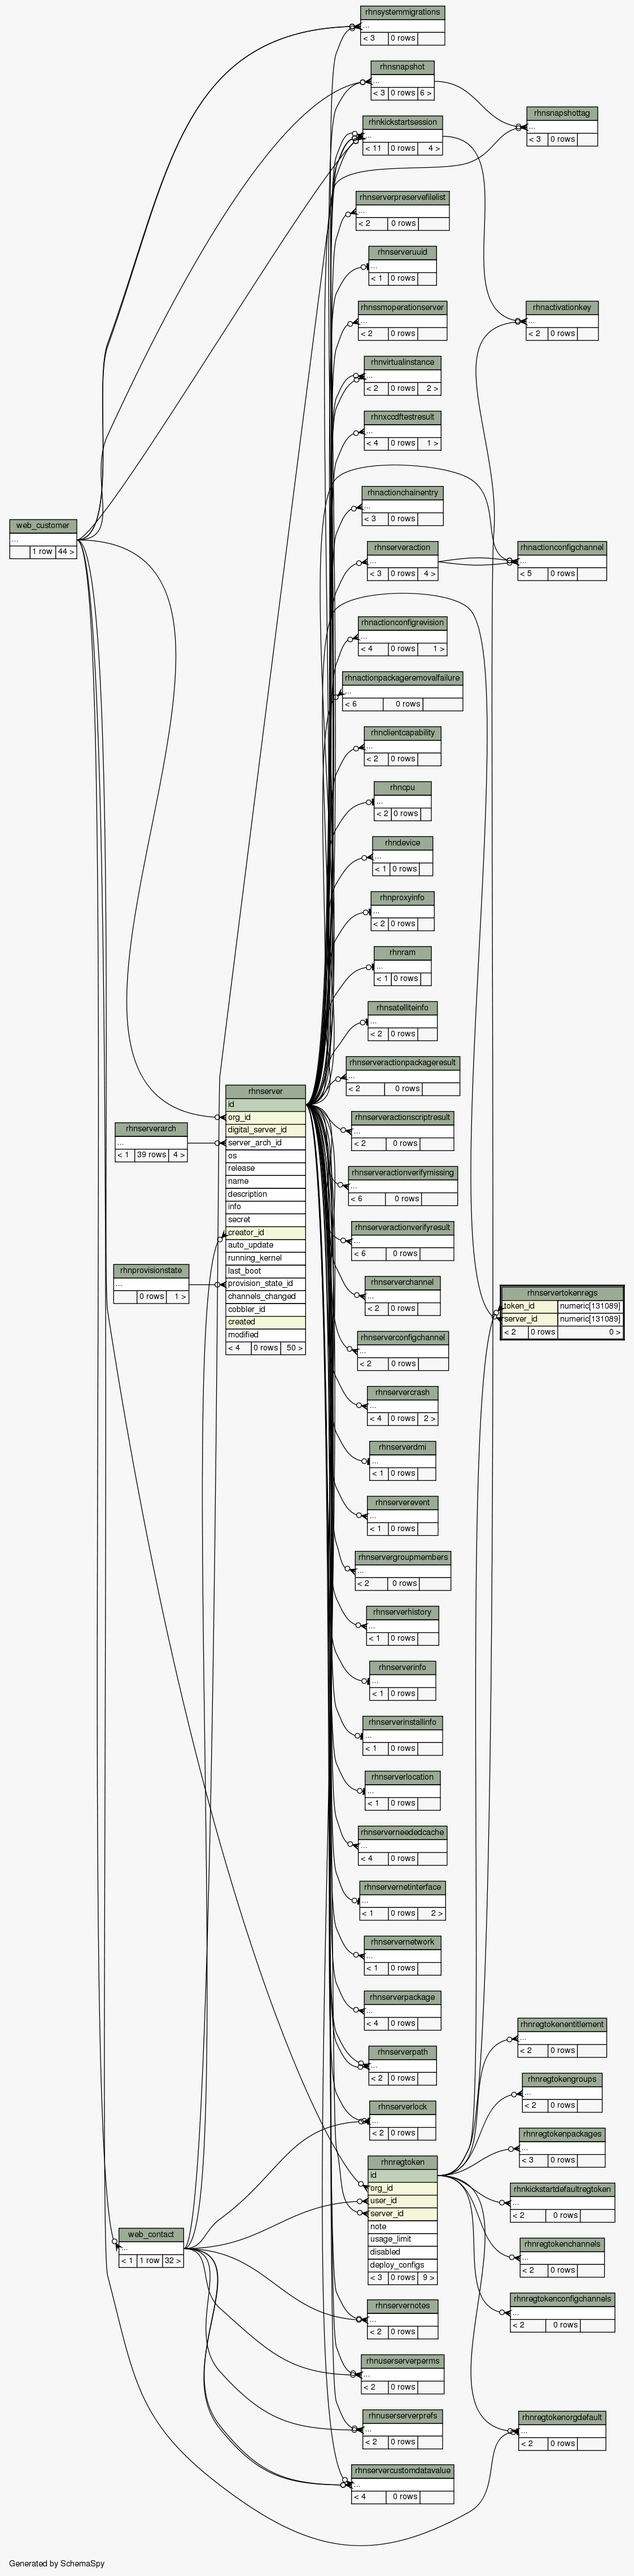 rhnsystemmigrations
...
< 3 0 rows
rhnsnapshot
...
< 3 0 rows 6 >
rhnsnapshottag
...
< 3 0 rows
rhnkickstartsession
...
< 11 0 rows 4 >
rhnserverpreservefilelist
...
< 2 0 rows
rhnserveruuid
...
< 1 0 rows
rhnssmoperationserver
...
< 2 0 rows
rhnactivationkey
...
< 2 0 rows
rhnvirtualinstance
...
< 2 0 rows 2 >
rhnxccdftestresult
...
< 4 0 rows 1 >
rhnactionchainentry
...
< 3 0 rows
web_customer
...
1 row 44 >
rhnserveraction
...
< 3 0 rows 4 >
rhnactionconfigchannel
...
< 5 0 rows
rhnactionconfigrevision
...
< 4 0 rows 1 >
rhnactionpackageremovalfailure
...
< 6 0 rows
rhnclientcapability
...
< 2 0 rows
rhncpu
...
< 2 0 rows
rhndevice
...
< 1 0 rows
rhnproxyinfo
...
< 2 0 rows
rhnram
...
< 1 0 rows
rhnsatelliteinfo
...
< 2 0 rows
rhnserveractionpackageresult
...
< 2 0 rows
rhnserver
id
org_id
digital_server_id
server_arch_id
os
release
name
description
info
secret
creator_id
auto_update
running_kernel
last_boot
provision_state_id
channels_changed
cobbler_id
created
modified
< 4 0 rows 50 >
rhnserverarch
...
< 1 39 rows 4 >
rhnprovisionstate
...
0 rows 1 >
rhnserveractionscriptresult
...
< 2 0 rows
rhnserveractionverifymissing
...
< 6 0 rows
rhnserveractionverifyresult
...
< 6 0 rows
rhnserverchannel
...
< 2 0 rows
rhnservertokenregs
token_id numeric[131089]
server_id numeric[131089]
< 2 0 rows 0 >
rhnserverconfigchannel
...
< 2 0 rows
rhnservercrash
...
< 4 0 rows 2 >
rhnserverdmi
...
< 1 0 rows
rhnserverevent
...
< 1 0 rows
rhnservergroupmembers
...
< 2 0 rows
rhnserverhistory
...
< 1 0 rows
rhnserverinfo
...
< 1 0 rows
rhnserverinstallinfo
...
< 1 0 rows
rhnserverlocation
...
< 1 0 rows
rhnserverneededcache
...
< 4 0 rows
rhnservernetinterface
...
< 1 0 rows 2 >
rhnservernetwork
...
< 1 0 rows
rhnserverpackage
...
< 4 0 rows
rhnserverpath
...
< 2 0 rows
rhnserverlock
...
< 2 0 rows
rhnregtokenentitlement
...
< 2 0 rows
rhnregtokengroups
...
< 2 0 rows
rhnregtokenpackages
...
< 3 0 rows
rhnregtoken
id
org_id
user_id
server_id
note
usage_limit
disabled
deploy_configs
< 3 0 rows 9 >
rhnkickstartdefaultregtoken
...
< 2 0 rows
web_contact
...
< 1 1 row 32 >
rhnregtokenchannels
...
< 2 0 rows
rhnregtokenconfigchannels
...
< 2 0 rows
rhnservernotes
...
< 2 0 rows
rhnuserserverperms
...
< 2 0 rows
rhnuserserverprefs
...
< 2 0 rows
rhnregtokenorgdefault
...
< 2 0 rows
rhnservercustomdatavalue
...
< 4 0 rows
Generated by SchemaSpy